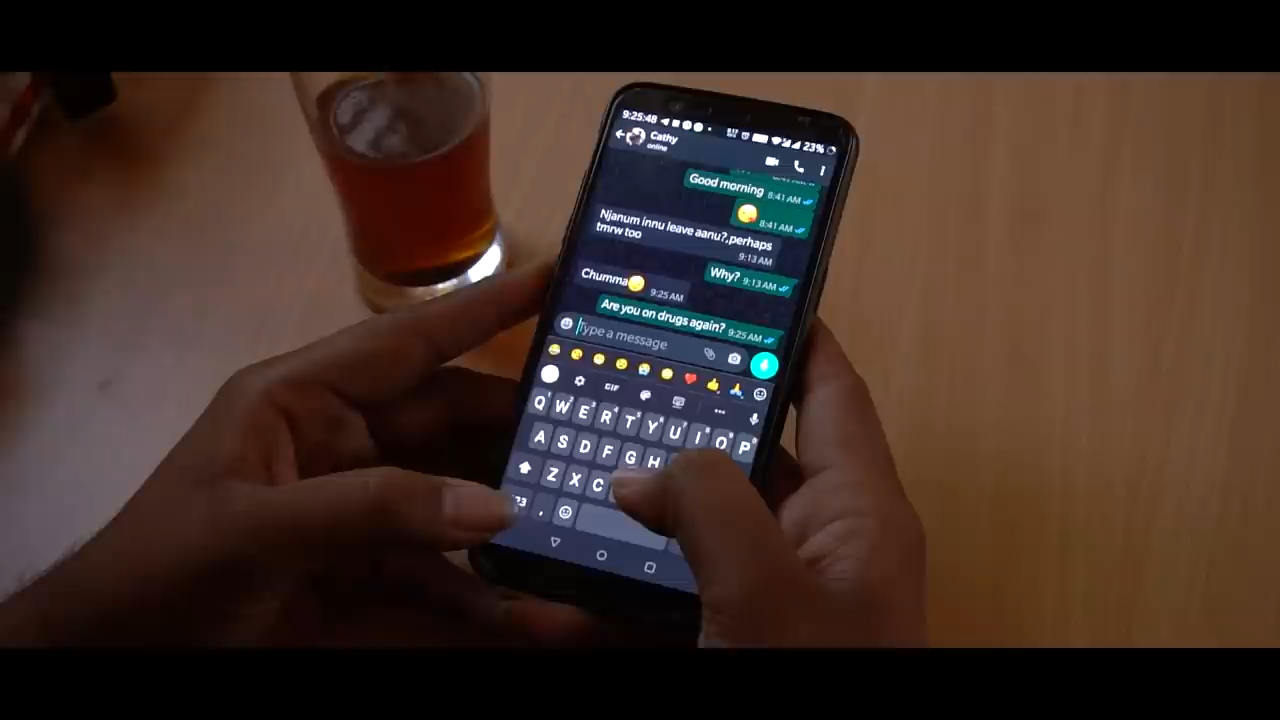 9:25:48 23%
Cathy
online
Good morning 8:41 AM
8:41 AM
Njanum innu leave aanu?,perhaps
tmrw too
9:13 AM
Why? 9:13 AM
Chumma 9:25 AM
Are you on drugs again? 9:25 AM
Type a message
GIF
Q W E R T Y U I O P
A S D F G H
Z X C
,